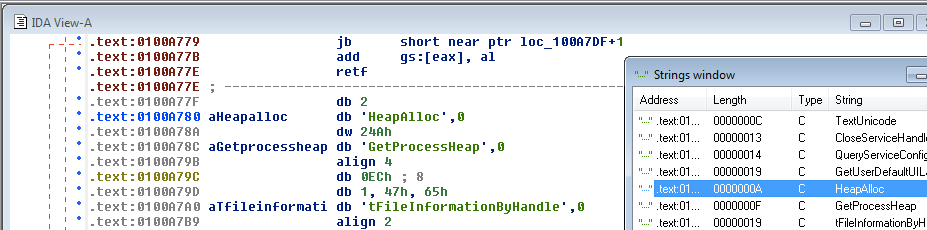 IDA View-A
.text:0100A779 jb short near ptr loc_100A7DF+1
.text:0100A77B add gs:[eax], al
.text:0100A77E retf
.text:0100A77E ; ---------------------------------------------------------------
.text:0100A77F db 2
.text:0100A780 aHeapalloc db 'HeapAlloc',0
.text:0100A78A dw 24Ah
.text:0100A78C aGetprocessheap db 'GetProcessHeap',0
.text:0100A79B align 4
.text:0100A79C db 0ECh ; 8
.text:0100A79D db 1, 47h, 65h
.text:0100A7A0 aTfileinformati db 'tFileInformationByHandle',0
.text:0100A7B9 align 2
Strings window
Address Length Type String
.text:01... 0000000C C TextUnicode
.text:01... 00000013 C CloseServiceHandle
.text:01... 00000014 C QueryServiceConfig
.text:01... 00000019 C GetUserDefaultUILa
.text:01... 0000000A C HeapAlloc
.text:01... 0000000F C GetProcessHeap
.text:01... 00000019 C tFileInformationByH